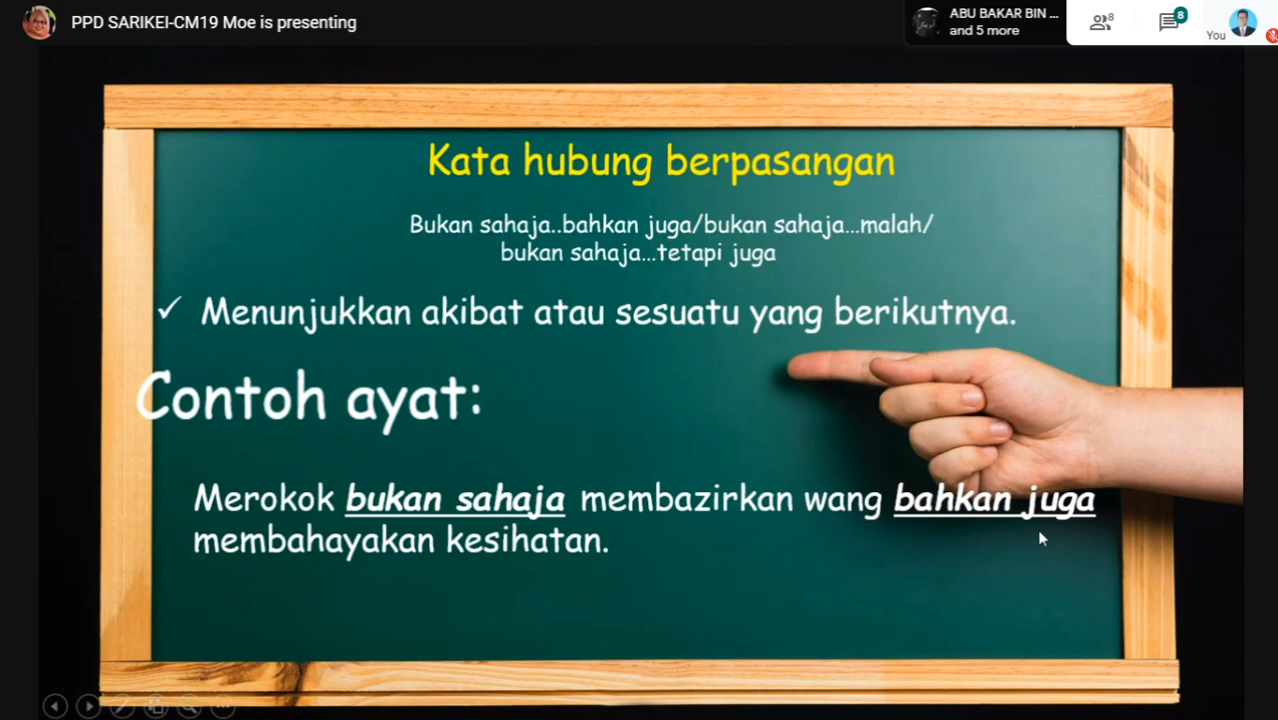 PPD SARIKEI-CM19 Moe is presenting
ABU BAKAR BIN ...
and 5 more
8
8
You
Kata hubung berpasangan
Bukan sahaja..bahkan juga/bukan sahaja...malah/
bukan sahaja...tetapi juga
✓ Menunjukkan akibat atau sesuatu yang berikutnya.
Contoh ayat:
Merokok bukan sahaja membazirkan wang bahkan juga
membahayakan kesihatan.